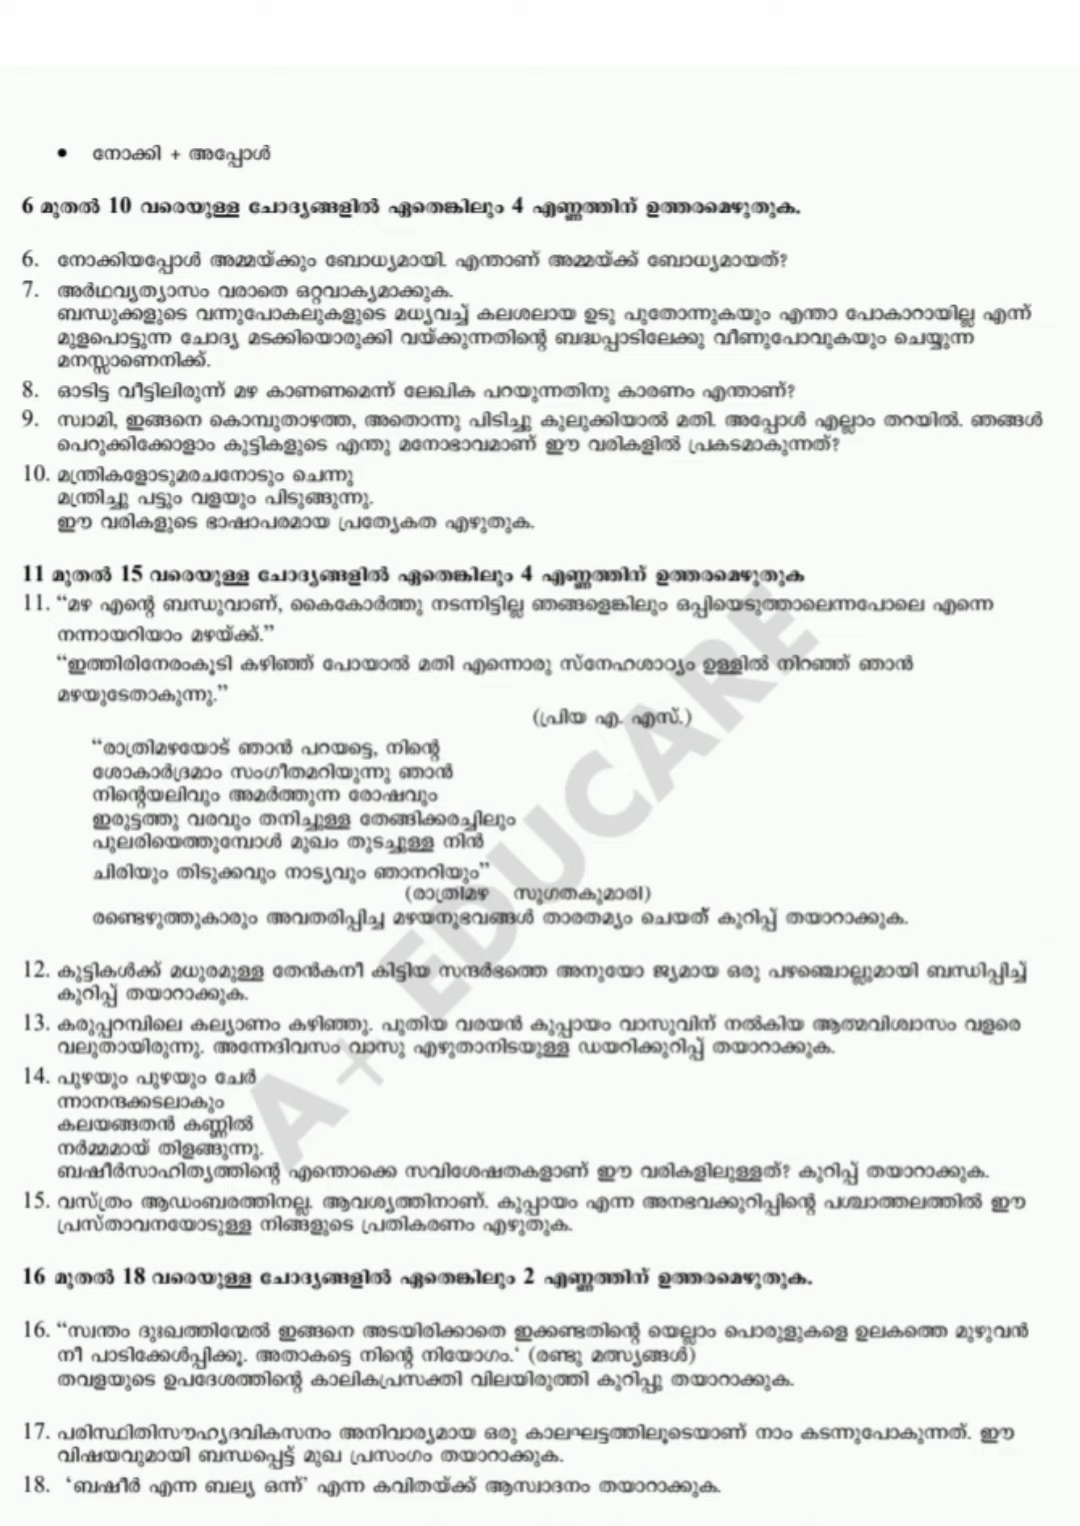 • നോക്കി + അപ്പോൾ
6 മുതൽ 10 വരെയുള്ള ചോദ്യങ്ങളിൽ ഏതെങ്കിലും 4 എണ്ണത്തിന് ഉത്തരമെഴുതുക.
6. നോക്കിയപ്പോൾ അമ്മയ്ക്കും ബോധ്യമായി. എന്താണ് അമ്മയ്ക്ക് ബോധ്യമായത്?
7. അർഥവ്യത്യാസം വരാതെ ഒറ്റവാക്യമാക്കുക.
ബന്ധുക്കളുടെ വന്നുപോകലുകളുടെ മധ്യവച്ച് കലശലായ ഉടു പുതോന്നുകയും എന്താ പോകാറായില്ല എന്ന്
മുളപൊട്ടുന്ന ചോദ്യ മടക്കിയൊരുക്കി വയ്ക്കുന്നതിന്റെ ബദ്ധപ്പാടിലേക്കു വീണുപോവുകയും ചെയ്യുന്ന
മനസ്സാണെനിക്ക്.
8. ഓടിട്ട വീട്ടിലിരുന്ന് മഴ കാണണമെന്ന് ലേഖിക പറയുന്നതിനു കാരണം എന്താണ്?
9. സ്വാമി, ഇങ്ങനെ കൊമ്പുതാഴത്ത, അതൊന്നു പിടിച്ചു കുലുക്കിയാൽ മതി. അപ്പോൾ എല്ലാം തറയിൽ. ഞങ്ങൾ
പെറുക്കിക്കോളാം കുട്ടികളുടെ എന്തു മനോഭാവമാണ് ഈ വരികളിൽ പ്രകടമാകുന്നത്?
10. മന്ത്രികളോടുമരചനോടും ചെന്നു
മന്ത്രിച്ചു പട്ടും വളയും പിടുങ്ങുന്നു.
ഈ വരികളുടെ ഭാഷാപരമായ പ്രത്യേകത എഴുതുക.
11 മുതൽ 15 വരെയുള്ള ചോദ്യങ്ങളിൽ ഏതെങ്കിലും 4 എണ്ണത്തിന് ഉത്തരമെഴുതുക
11. “മഴ എന്റെ ബന്ധുവാണ്, കൈകോർത്തു നടന്നിട്ടില്ല ഞങ്ങളെങ്കിലും ഒപ്പിയെടുത്താലെന്നപോലെ എന്നെ
നന്നായറിയാം മഴയ്ക്ക്.”
“ഇത്തിരിനേരംകൂടി കഴിഞ്ഞ് പോയാൽ മതി എന്നൊരു സ്നേഹശാഠ്യം ഉള്ളിൽ നിറഞ്ഞ് ഞാൻ
മഴയുടേതാകുന്നു.”
(പ്രിയ എ. എസ്.)
“രാത്രിമഴയോട് ഞാൻ പറയട്ടെ, നിന്റെ
ശോകാർദ്രമാം സംഗീതമറിയുന്നു ഞാൻ
നിന്റെയലിവും അമർത്തുന്ന രോഷവും
ഇരുട്ടത്തു വരവും തനിച്ചുള്ള തേങ്ങിക്കരച്ചിലും
പുലരിയെത്തുമ്പോൾ മുഖം തുടച്ചുള്ള നിൻ
ചിരിയും തിടുക്കവും നാട്യവും ഞാനറിയും”
(രാത്രിമഴ സുഗതകുമാരി)
രണ്ടെഴുത്തുകാരും അവതരിപ്പിച്ച മഴയനുഭവങ്ങൾ താരതമ്യം ചെയത് കുറിപ്പ് തയാറാക്കുക.
12. കുട്ടികൾക്ക് മധുരമുള്ള തേൻകനീ കിട്ടിയ സന്ദർഭത്തെ അനുയോ ജ്യമായ ഒരു പഴഞ്ചൊല്ലുമായി ബന്ധിപ്പിച്ച്
കുറിപ്പ് തയാറാക്കുക.
13. കരുപ്പറമ്പിലെ കല്യാണം കഴിഞ്ഞു. പുതിയ വരയൻ കുപ്പായം വാസുവിന് നൽകിയ ആത്മവിശ്വാസം വളരെ
വലുതായിരുന്നു. അന്നേദിവസം വാസു എഴുതാനിടയുള്ള ഡയറിക്കുറിപ്പ് തയാറാക്കുക.
14. പുഴയും പുഴയും ചേർ
ന്നാനന്ദക്കടലാകും
കലയങ്ങതൻ കണ്ണിൽ
നർമ്മമായ് തിളങ്ങുന്നു.
ബഷീർസാഹിത്യത്തിന്റെ എന്തൊക്കെ സവിശേഷതകളാണ് ഈ വരികളിലുള്ളത്? കുറിപ്പ് തയാറാക്കുക.
15. വസ്ത്രം ആഡംബരത്തിനല്ല. ആവശ്യത്തിനാണ്. കുപ്പായം എന്ന അനഭവക്കുറിപ്പിന്റെ പശ്ചാത്തലത്തിൽ ഈ
പ്രസ്താവനയോടുള്ള നിങ്ങളുടെ പ്രതികരണം എഴുതുക.
16 മുതൽ 18 വരെയുള്ള ചോദ്യങ്ങളിൽ ഏതെങ്കിലും 2 എണ്ണത്തിന് ഉത്തരമെഴുതുക.
16. “സ്വന്തം ദുഃഖത്തിന്മേൽ ഇങ്ങനെ അടയിരിക്കാതെ ഇക്കണ്ടതിന്റെ യെല്ലാം പൊരുളുകളെ ഉലകത്തെ മുഴുവൻ
നീ പാടിക്കേൾപ്പിക്കൂ. അതാകട്ടെ നിന്റെ നിയോഗം.‘ (രണ്ടു മത്സ്യങ്ങൾ)
തവളയുടെ ഉപദേശത്തിന്റെ കാലികപ്രസക്തി വിലയിരുത്തി കുറിപ്പു തയാറാക്കുക.
17. പരിസ്ഥിതിസൗഹൃദവികസനം അനിവാര്യമായ ഒരു കാലഘട്ടത്തിലൂടെയാണ് നാം കടന്നുപോകുന്നത്. ഈ
വിഷയവുമായി ബന്ധപ്പെട്ട് മുഖ പ്രസംഗം തയാറാക്കുക.
18. ‘ബഷീർ എന്ന ബല്യ ഒന്ന്’ എന്ന കവിതയ്ക്ക് ആസ്വാദനം തയാറാക്കുക.
A+ EDUCARE